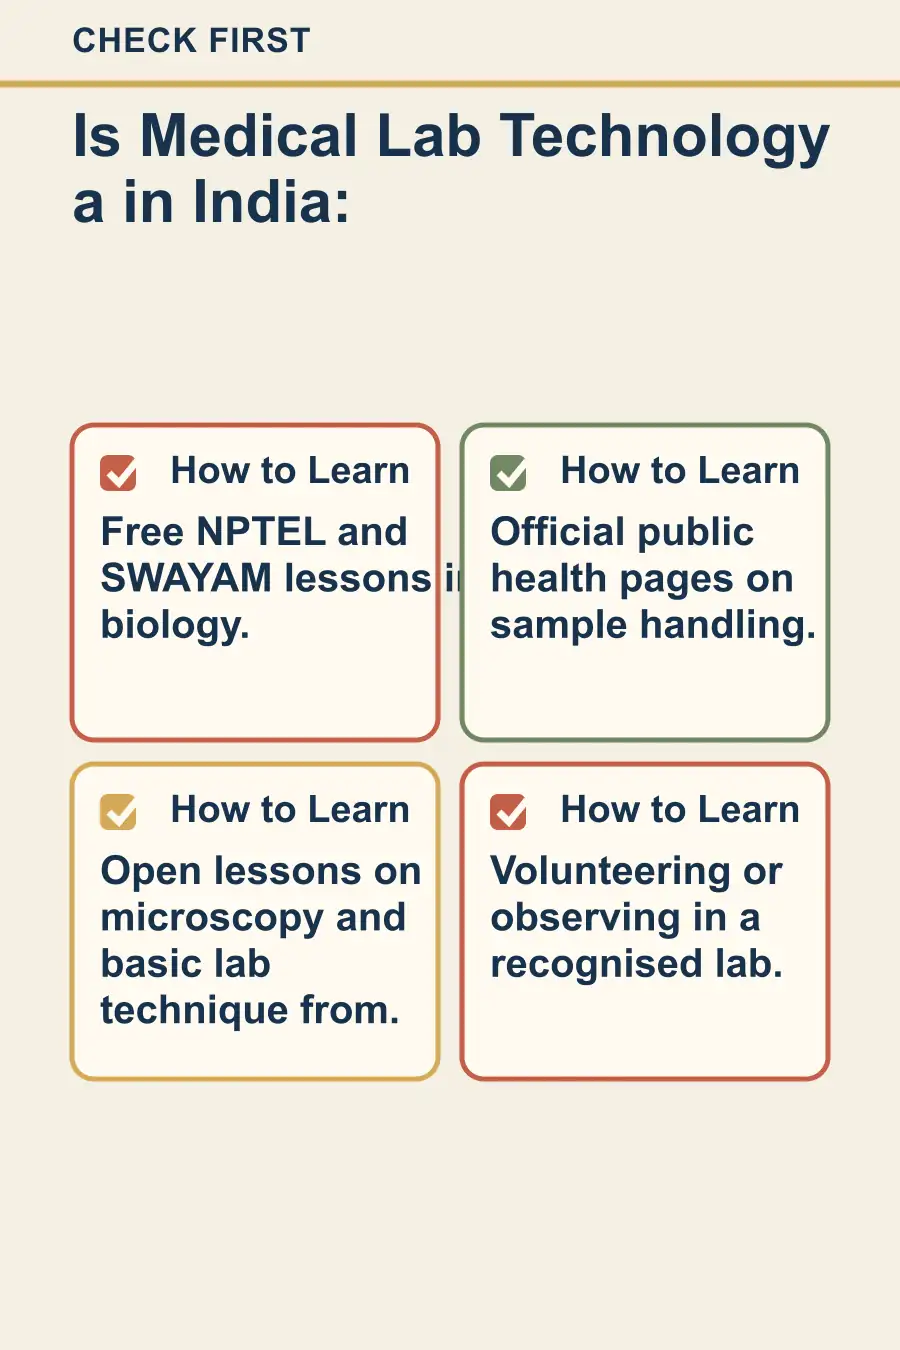 CHECK FIRST
Is Medical Lab Technology
a in India:
How to Learn
Free NPTEL and
SWAYAM lessons
biology.
How to Learn
Official public
health pages on
sample handling.
How to Learn
Open lessons on
microscopy and
basic lab
technique from.
How to Learn
Volunteering or
observing in a
recognised lab.